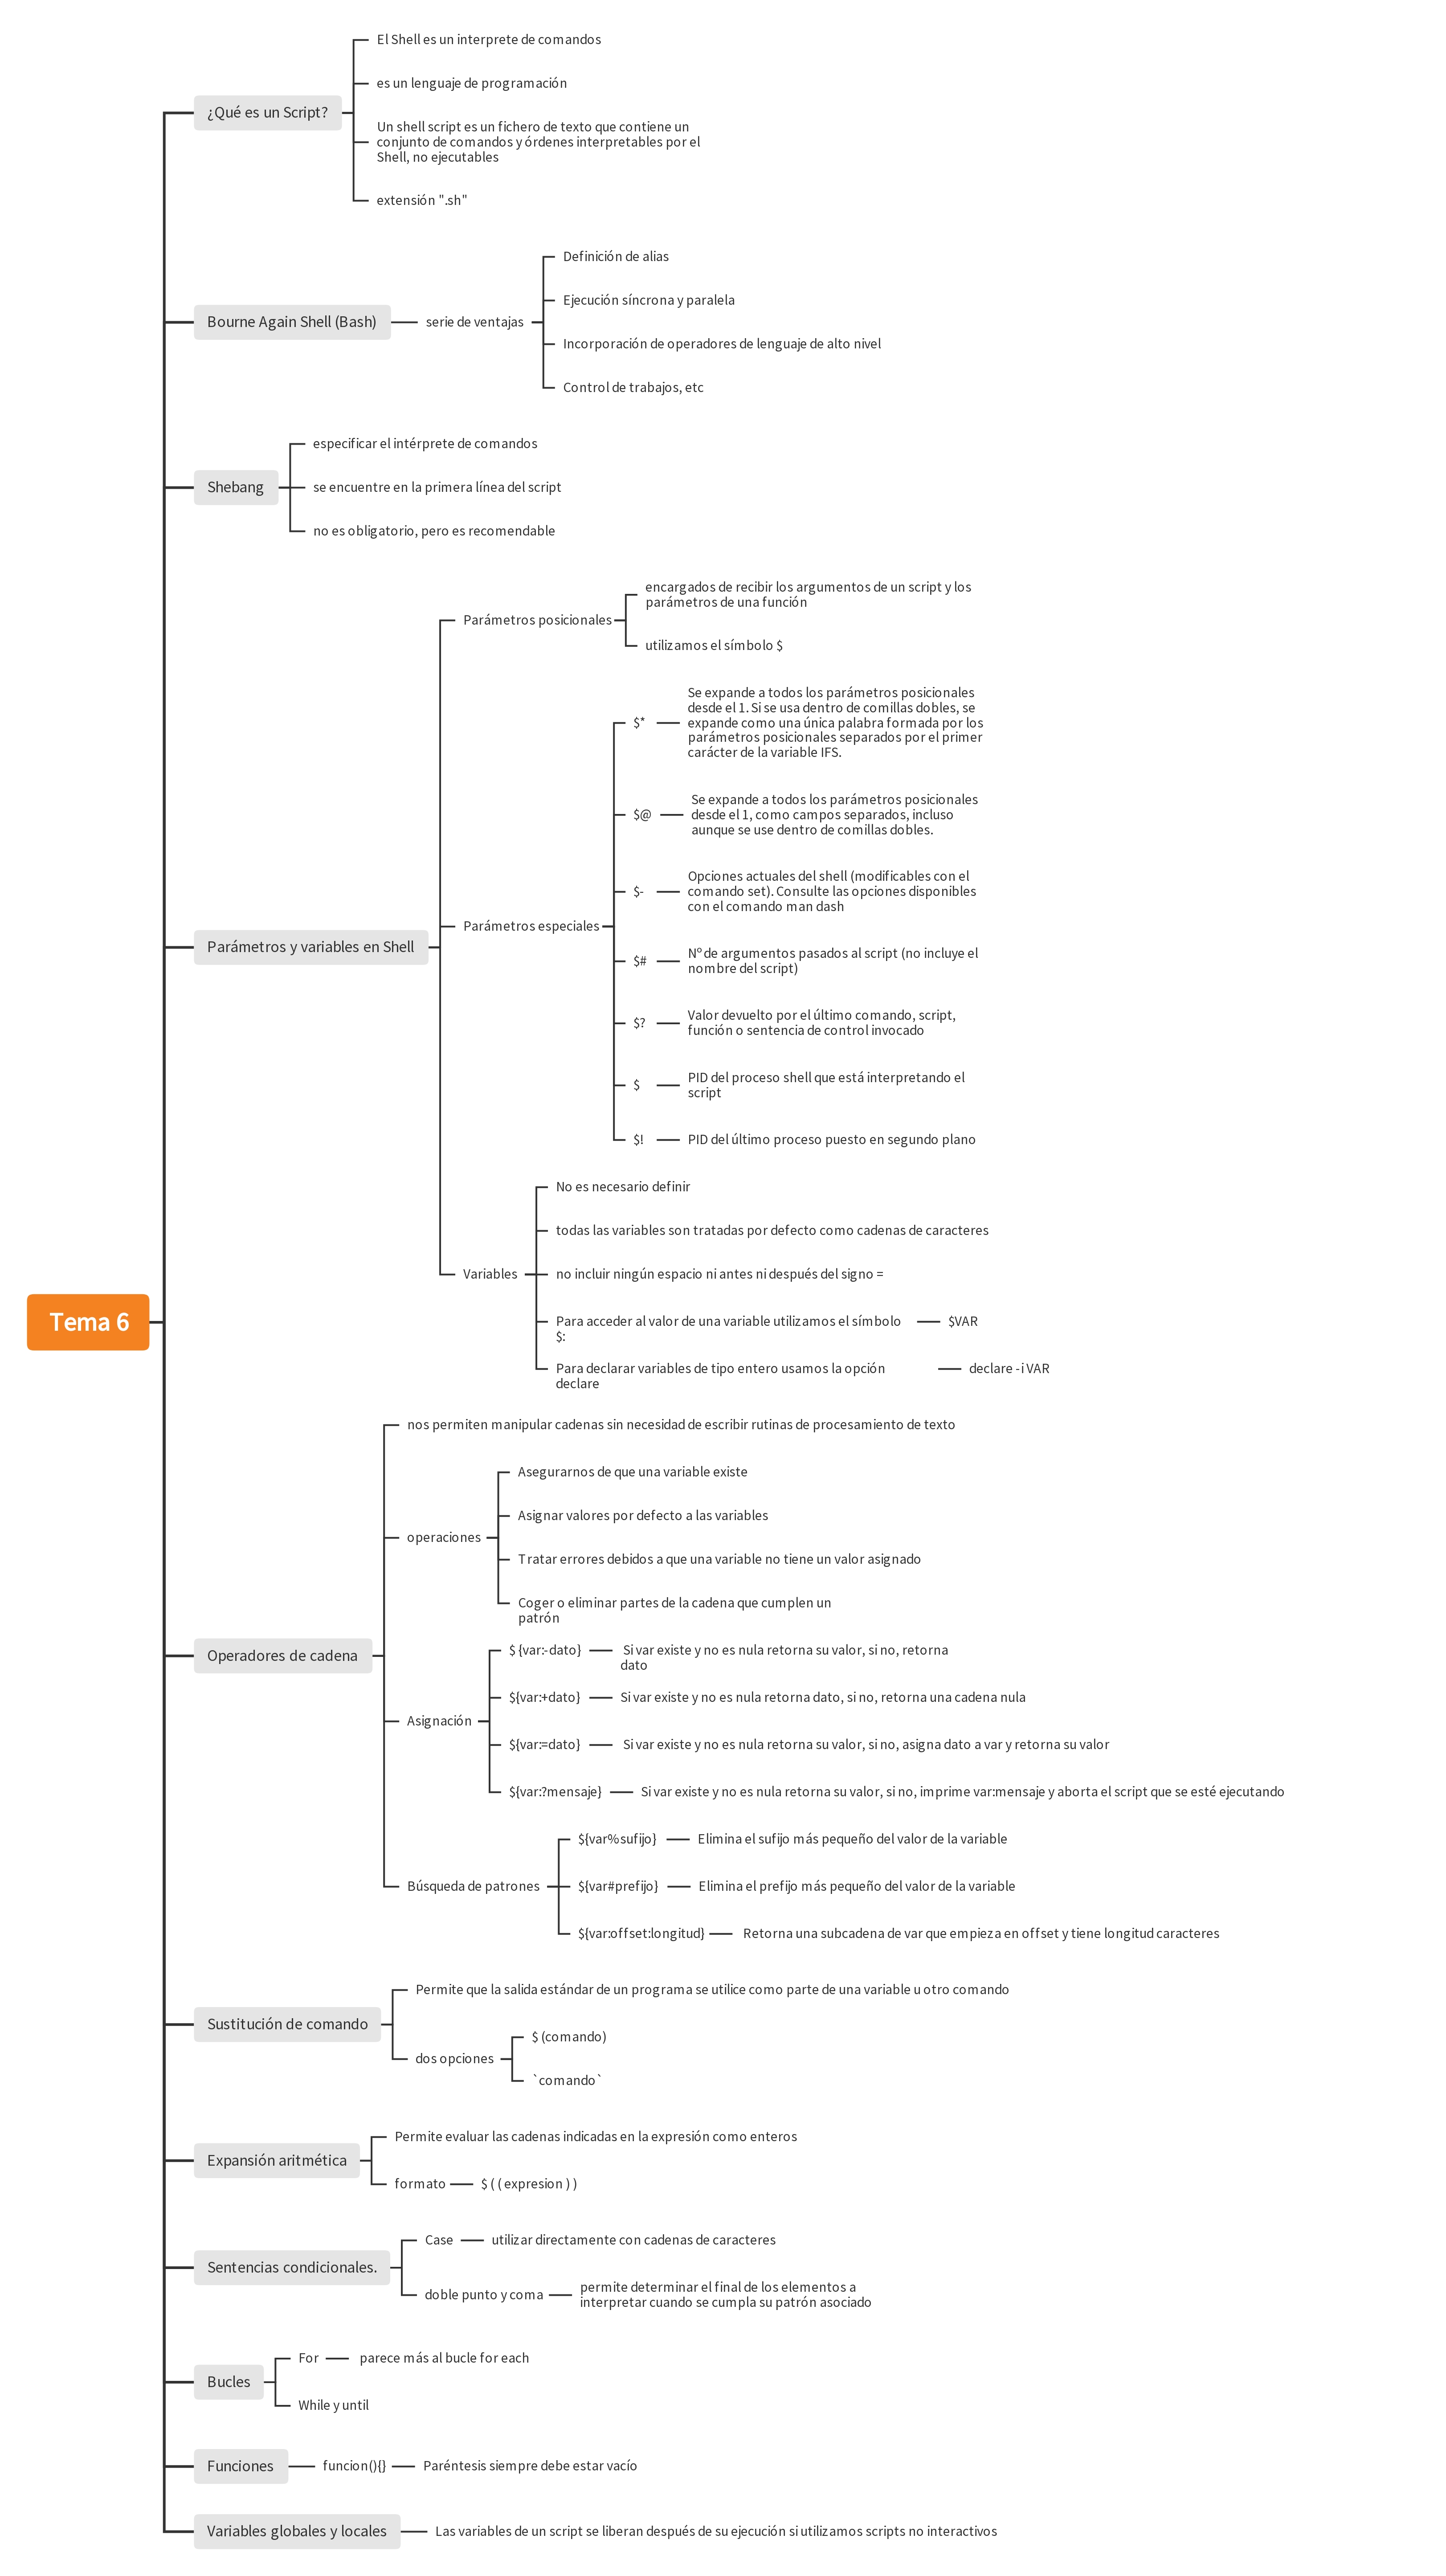 El Shell es un interprete de comandos
es un lenguaje de programación
¿Qué es un Script?
Un shell script es un fichero de texto que contiene un
conjunto de comandos y órdenes interpretables por el
Shell, no ejecutables
extensión ".sh"
Definición de alias
Ejecución síncrona y paralela
Bourne Again Shell (Bash)
serie de ventajas
Incorporación de operadores de lenguaje de alto nivel
Control de trabajos, etc
especificar el intérprete de comandos
Shebang
se encuentre en la primera línea del script
no es obligatorio, pero es recomendable
Parámetros posicionales
encargados de recibir los argumentos de un script y los
parámetros de una función
utilizamos el símbolo $
$*
Se expande a todos los parámetros posicionales
desde el 1. Si se usa dentro de comillas dobles, se
expande como una única palabra formada por los
parámetros posicionales separados por el primer
carácter de la variable IFS.
$@
Se expande a todos los parámetros posicionales
desde el 1, como campos separados, incluso
aunque se use dentro de comillas dobles.
$-
Opciones actuales del shell (modificables con el
comando set). Consulte las opciones disponibles
con el comando man dash
Parámetros especiales
Parámetros y variables en Shell
$#
Nº de argumentos pasados al script (no incluye el
nombre del script)
$?
Valor devuelto por el último comando, script,
función o sentencia de control invocado
$
PID del proceso shell que está interpretando el
script
$!
PID del último proceso puesto en segundo plano
No es necesario definir
todas las variables son tratadas por defecto como cadenas de caracteres
Variables
no incluir ningún espacio ni antes ni después del signo =
Tema 6
Para acceder al valor de una variable utilizamos el símbolo
$:
$VAR
Para declarar variables de tipo entero usamos la opción
declare
declare -i VAR
nos permiten manipular cadenas sin necesidad de escribir rutinas de procesamiento de texto
Asegurarnos de que una variable existe
Asignar valores por defecto a las variables
operaciones
Tratar errores debidos a que una variable no tiene un valor asignado
Coger o eliminar partes de la cadena que cumplen un
patrón
Operadores de cadena
$ {var:-dato}
Si var existe y no es nula retorna su valor, si no, retorna
dato
${var:+dato}
Si var existe y no es nula retorna dato, si no, retorna una cadena nula
Asignación
${var:=dato}
Si var existe y no es nula retorna su valor, si no, asigna dato a var y retorna su valor
${var:?mensaje}
Si var existe y no es nula retorna su valor, si no, imprime var:mensaje y aborta el script que se esté ejecutando
${var%sufijo}
Elimina el sufijo más pequeño del valor de la variable
Búsqueda de patrones
${var#prefijo}
Elimina el prefijo más pequeño del valor de la variable
${var:offset:longitud}
Retorna una subcadena de var que empieza en offset y tiene longitud caracteres
Permite que la salida estándar de un programa se utilice como parte de una variable u otro comando
Sustitución de comando
$ (comando)
dos opciones
`comando`
Permite evaluar las cadenas indicadas en la expresión como enteros
Expansión aritmética
formato
$ ( ( expresion ) )
Case
utilizar directamente con cadenas de caracteres
Sentencias condicionales.
doble punto y coma
permite determinar el final de los elementos a
interpretar cuando se cumpla su patrón asociado
For
parece más al bucle for each
Bucles
While y until
Funciones
funcion(){}
Paréntesis siempre debe estar vacío
Variables globales y locales
Las variables de un script se liberan después de su ejecución si utilizamos scripts no interactivos